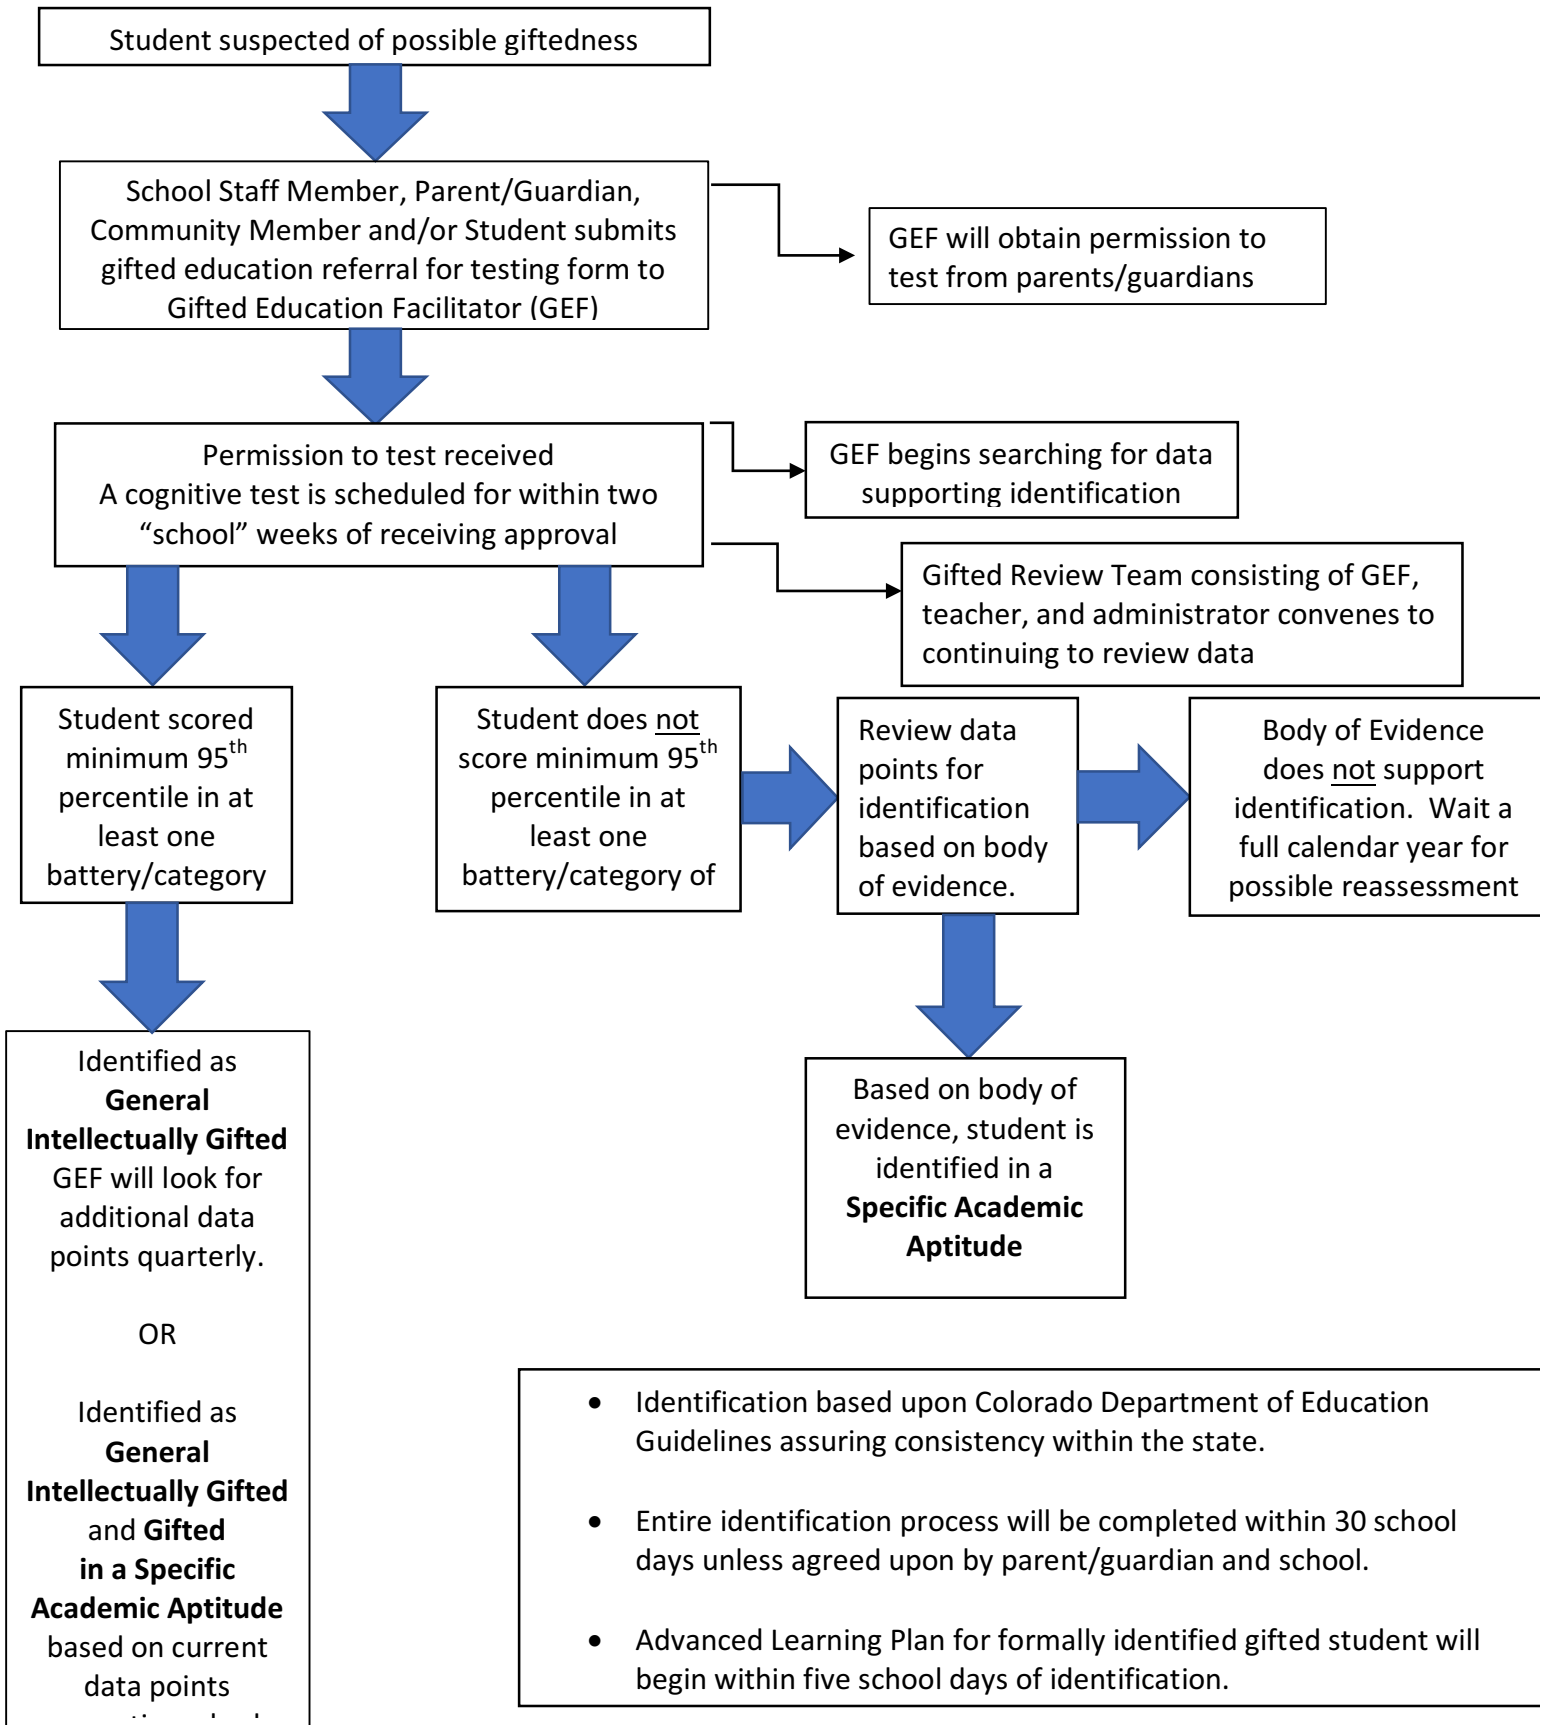 Student suspected of possible giftedness
School Staff Member, Parent/Guardian,
Community Member and/or Student submits
gifted education referral for testing form to
Gifted Education Facilitator (GEF)
GEF will obtain permission to
test from parents/guardians
Permission to test received
A cognitive test is scheduled for within two
“school” weeks of receiving approval
GEF begins searching for data
supporting identification
Gifted Review Team consisting of GEF,
teacher, and administrator convenes to
continuing to review data
Student scored
minimum 95th
percentile in at
least one
battery/category
Student does not
score minimum 95th
percentile in at
least one
battery/category of
Review data
points for
identification
based on body
of evidence.
Body of Evidence
does not support
identification.  Wait a
full calendar year for
possible reassessment
Identified as
General
Intellectually Gifted
GEF will look for
additional data
points quarterly.
OR
Identified as
General
Intellectually Gifted
and Gifted
in a Specific
Academic Aptitude
based on current
data points
Based on body of
evidence, student is
identified in a
Specific Academic
Aptitude
• Identification based upon Colorado Department of Education
Guidelines assuring consistency within the state.
• Entire identification process will be completed within 30 school
days unless agreed upon by parent/guardian and school.
• Advanced Learning Plan for formally identified gifted student will
begin within five school days of identification.